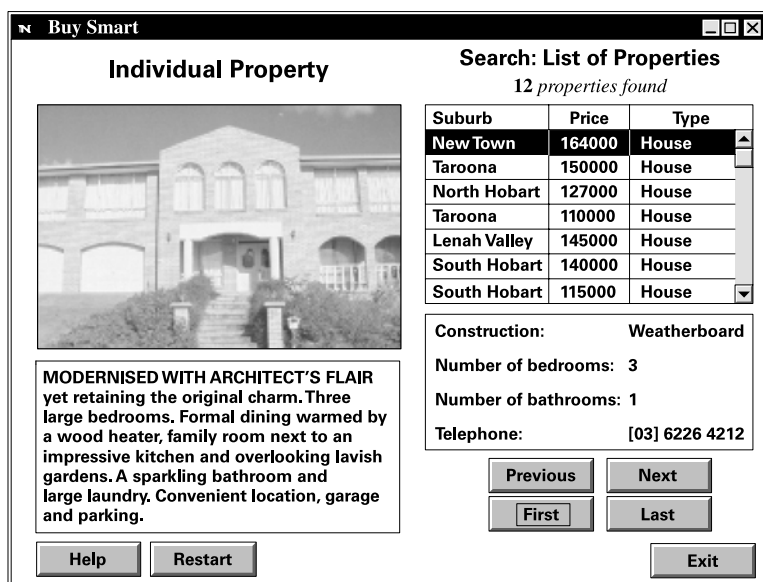 Buy Smart
Individual Property
Search: List of Properties
12 properties found
Suburb Price Type
New Town 164000 House
Taroona 150000 House
North Hobart 127000 House
Taroona 110000 House
Lenah Valley 145000 House
South Hobart 140000 House
South Hobart 115000 House
Construction: Weatherboard
Number of bedrooms: 3
Number of bathrooms: 1
Telephone: [03] 6226 4212
MODERNISED WITH ARCHITECT'S FLAIR
yet retaining the original charm. Three
large bedrooms. Formal dining warmed by
a wood heater, family room next to an
impressive kitchen and overlooking lavish
gardens. A sparkling bathroom and
large laundry. Convenient location, garage
and parking.
Previous Next
First Last
Help Restart Exit